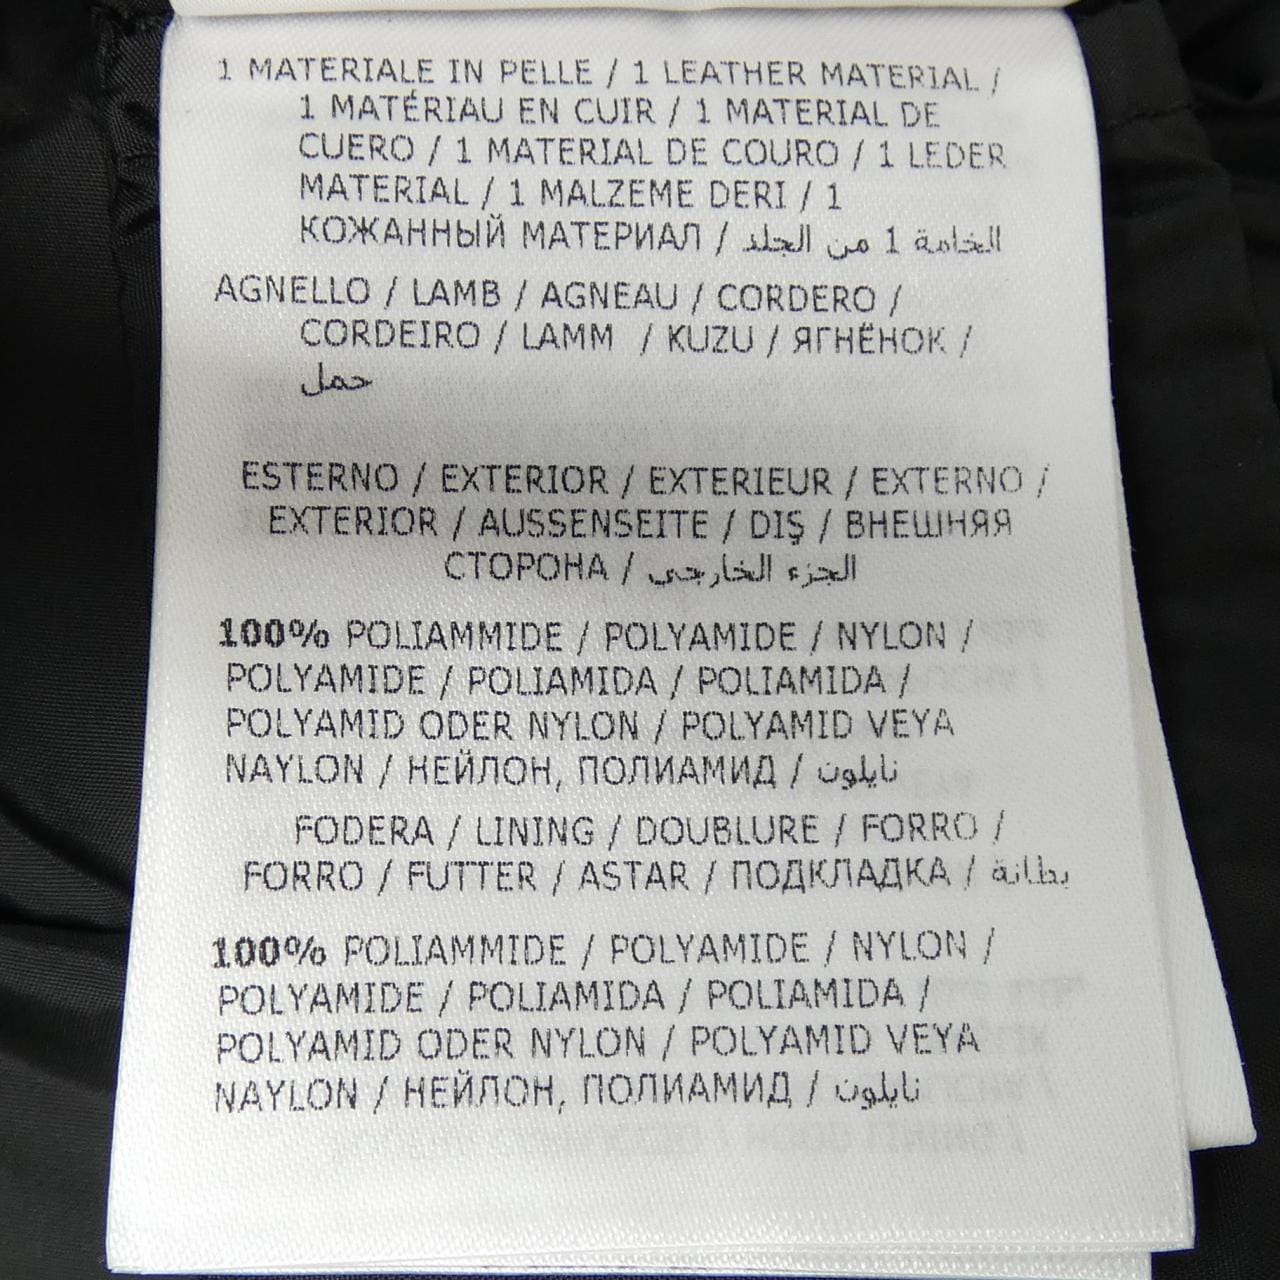 1 MATERIALE IN PELLE / 1 LEATHER MATERIAL /
1 MATÉRIAU EN CUIR / 1 MATERIAL DE
CUERO / 1 MATERIAL DE COURO / 1 LEDER
MATERIAL / 1 MALZEME DERI / 1
КОЖАННЫЙ МАТЕРИАЛ / الخامة 1 من الجلد
AGNELLO / LAMB / AGNEAU / CORDERO /
CORDEIRO / LAMM / KUZU / ЯГНЁНОК /
حمل
ESTERNO / EXTERIOR / EXTERIEUR / EXTERNO /
EXTERIOR / AUSSENSEITE / DIŞ / ВНЕШНЯЯ
СТОРОНА / الجزء الخارجي
100% POLIAMMIDE / POLYAMIDE / NYLON /
POLYAMIDE / POLIAMIDA / POLIAMIDA /
POLYAMID ODER NYLON / POLYAMID VEYA
NAYLON / НЕЙЛОН, ПОЛИАМИД / نايلون
FODERA / LINING / DOUBLURE / FORRO /
FORRO / FUTTER / ASTAR / ПОДКЛАДКА / بطانة
100% POLIAMMIDE / POLYAMIDE / NYLON /
POLYAMIDE / POLIAMIDA / POLIAMIDA /
POLYAMID ODER NYLON / POLYAMID VEYA
NAYLON / НЕЙЛОН, ПОЛИАМИД / نايلون